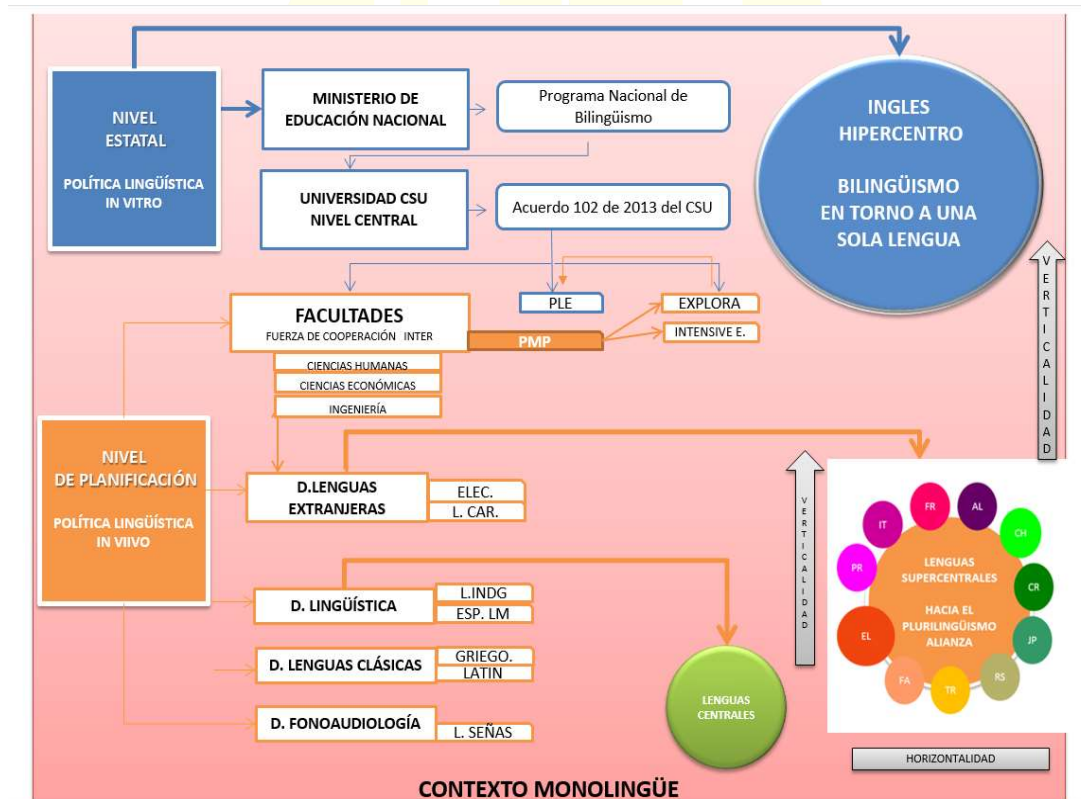 NIVEL
ESTATAL
POLÍTICA LINGÜÍSTICA
IN VITRO
MINISTERIO DE
EDUCACIÓN NACIONAL
Programa Nacional de
Bilingüismo
UNIVERSIDAD CSU
NIVEL CENTRAL
Acuerdo 102 de 2013 del CSU
INGLES
HIPERCENTRO
BILINGÜISMO
EN TORNO A UNA
SOLA LENGUA
VERTICALIDAD
FACULTADES
FUERZA DE COOPERACIÓN INTER
PLE
EXPLORA
PMP
INTENSIVE E.
CIENCIAS HUMANAS
CIENCIAS ECONÓMICAS
INGENIERÍA
NIVEL
DE PLANIFICACIÓN
POLÍTICA LINGÜÍSTICA
IN VIIVO
D.LENGUAS
EXTRANJERAS
ELEC.
L. CAR.
D. LINGÜÍSTICA
L.INDG
ESP. LM
D. LENGUAS CLÁSICAS
GRIEGO.
LATIN
D. FONOAUDIOLOGÍA
L. SEÑAS
LENGUAS
CENTRALES
VERTICALIDAD
FR
AL
IT
CH
PR
CR
EL
JP
FA
TR
RS
LENGUAS
SUPERCENTRALES
HACIA EL
PLURILINGÜISMO
ALIANZA
HORIZONTALIDAD
CONTEXTO MONOLINGÜE